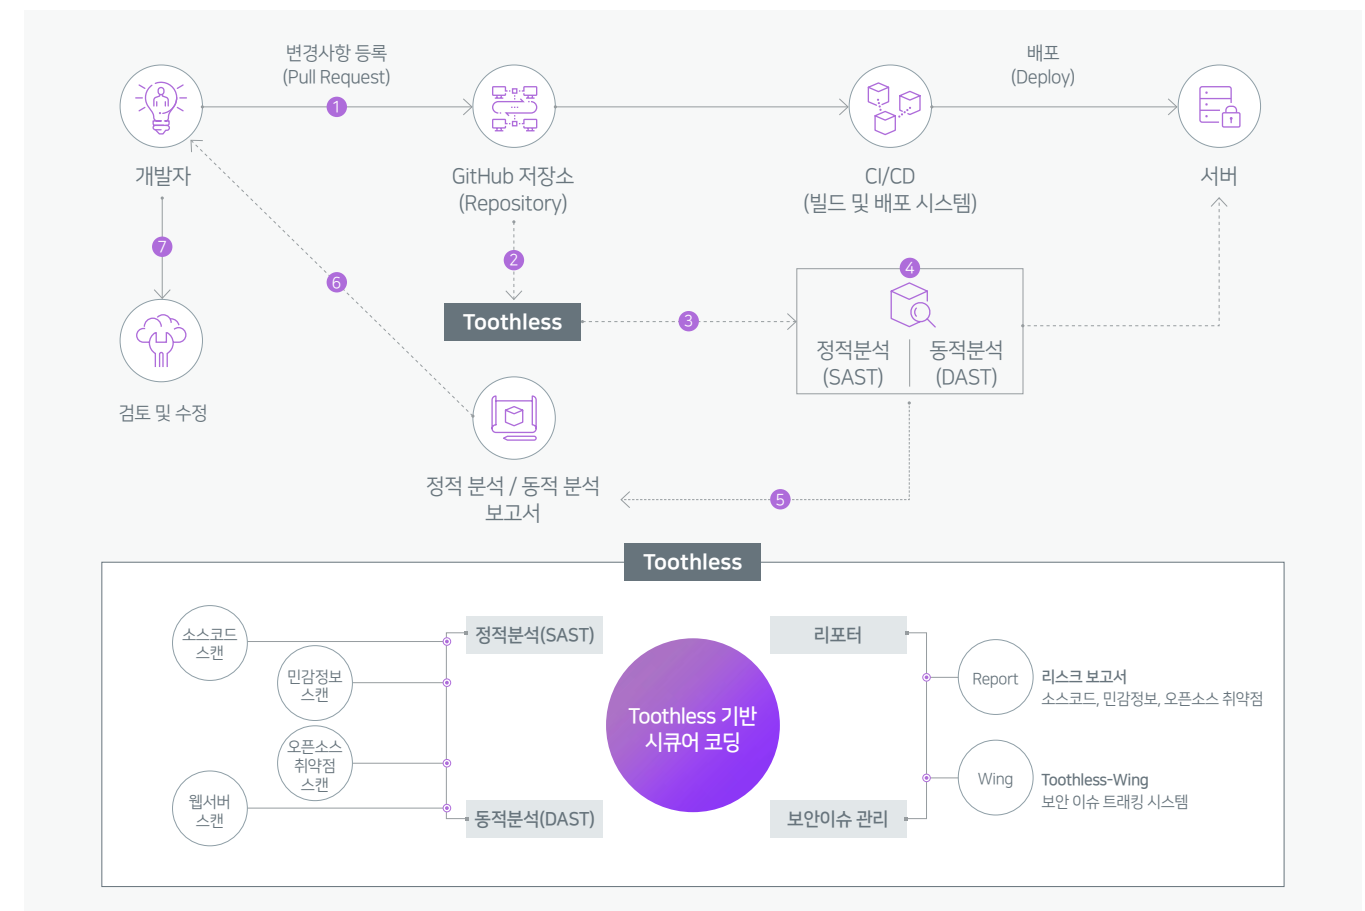 변경사항 등록
(Pull Request)
배포
(Deploy)
1
개발자
GitHub 저장소
(Repository)
CI/CD
(빌드 및 배포 시스템)
서버
7
2
6
4
Toothless
3
정적분석
(SAST)
동적분석
(DAST)
검토 및 수정
정적 분석 / 동적 분석
보고서
5
Toothless
소스코드
스캔
민감정보
스캔
오픈소스
취약점
스캔
웹서버
스캔
정적분석(SAST)
동적분석(DAST)
Toothless 기반
시큐어 코딩
리포터
보안이슈 관리
Report
리스크 보고서
소스코드, 민감정보, 오픈소스 취약점
Wing
Toothless-Wing
보안 이슈 트래킹 시스템